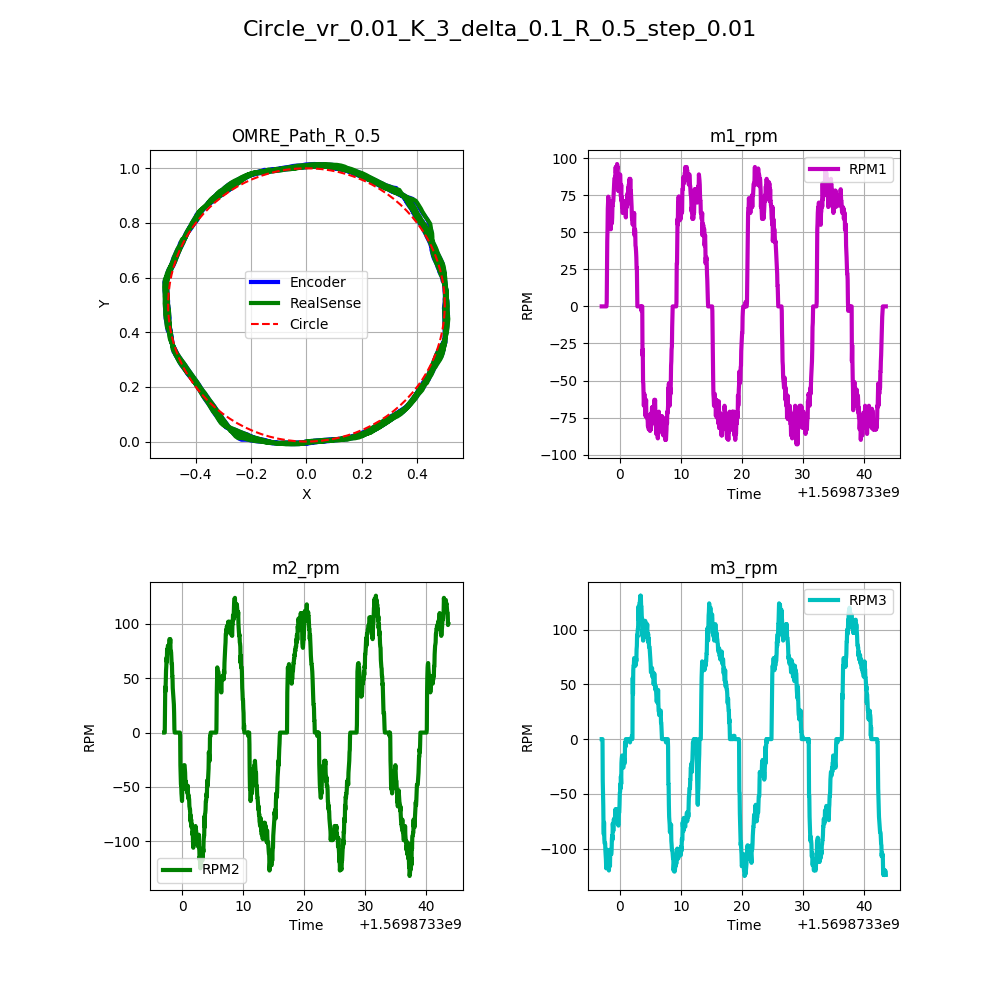 Circle_vr_0.01_K_3_delta_0.1_R_0.5_step_0.01
OMRE_Path_R_0.5
1.0
0.8
0.6
0.4
0.2
0.0
Y
Encoder
RealSense
Circle
−0.4 −0.2 0.0 0.2 0.4
X
m1_rpm
100
75
50
25
0
−25
−50
−75
−100
RPM
RPM1
0 10 20 30 40
Time
+1.5698733e9
m2_rpm
100
50
0
−50
−100
RPM
RPM2
0 10 20 30 40
Time
+1.5698733e9
m3_rpm
100
50
0
−50
−100
RPM
RPM3
0 10 20 30 40
Time
+1.5698733e9